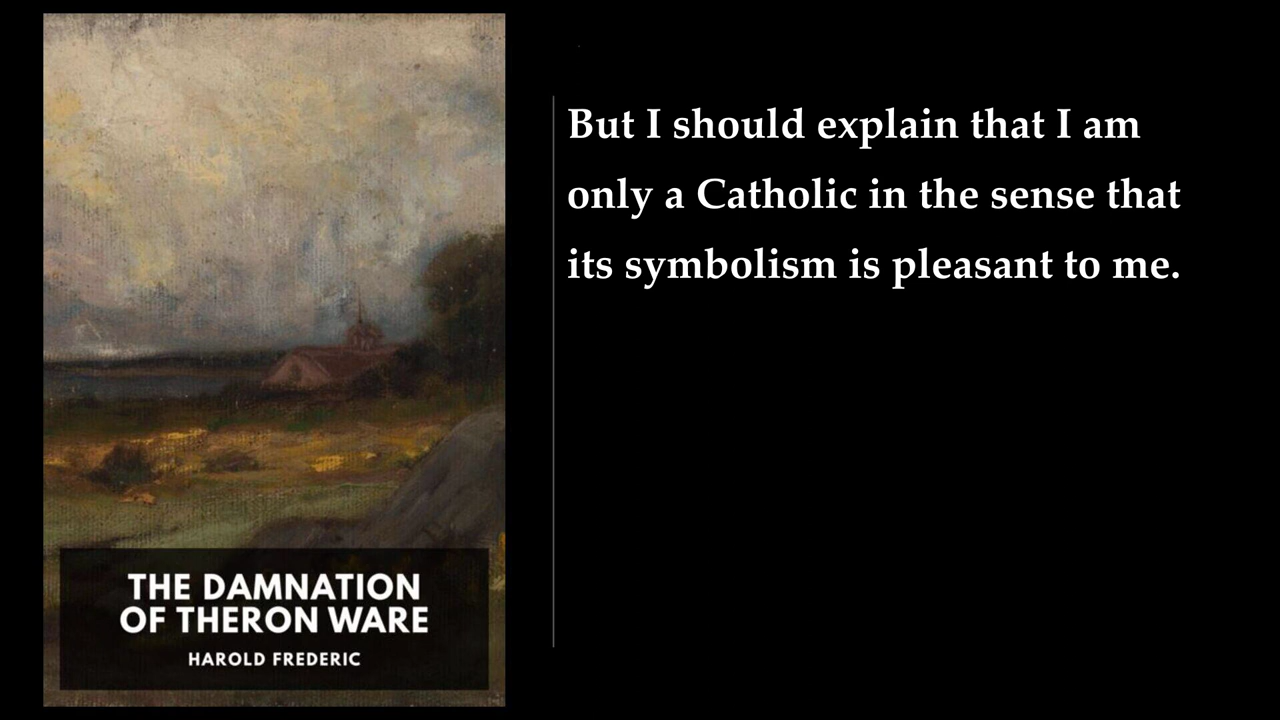 But I should explain that I am
only a Catholic in the sense that
its symbolism is pleasant to me.
THE DAMNATION
OF THERON WARE
HAROLD FREDERIC